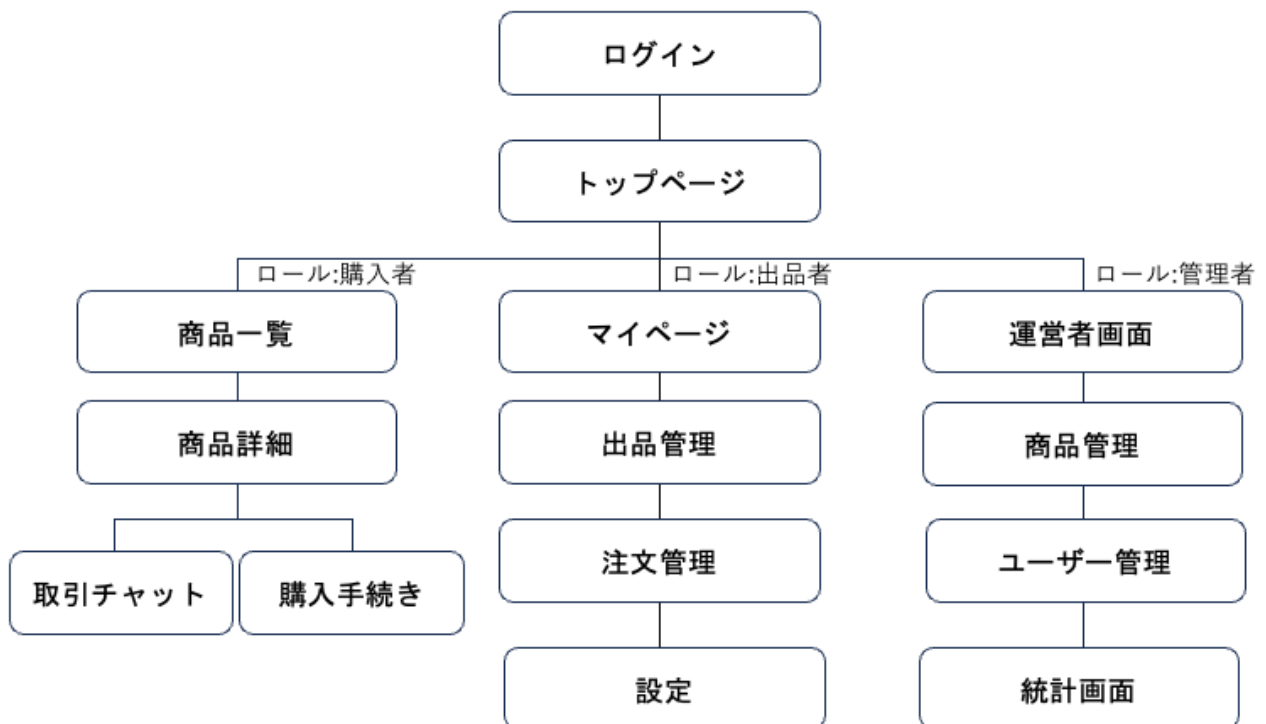 ログイン
トップページ
ロール:購入者
ロール:出品者
ロール:管理者
商品一覧
マイページ
運営者画面
商品詳細
出品管理
商品管理
注文管理
ユーザー管理
取引チャット
購入手続き
設定
統計画面